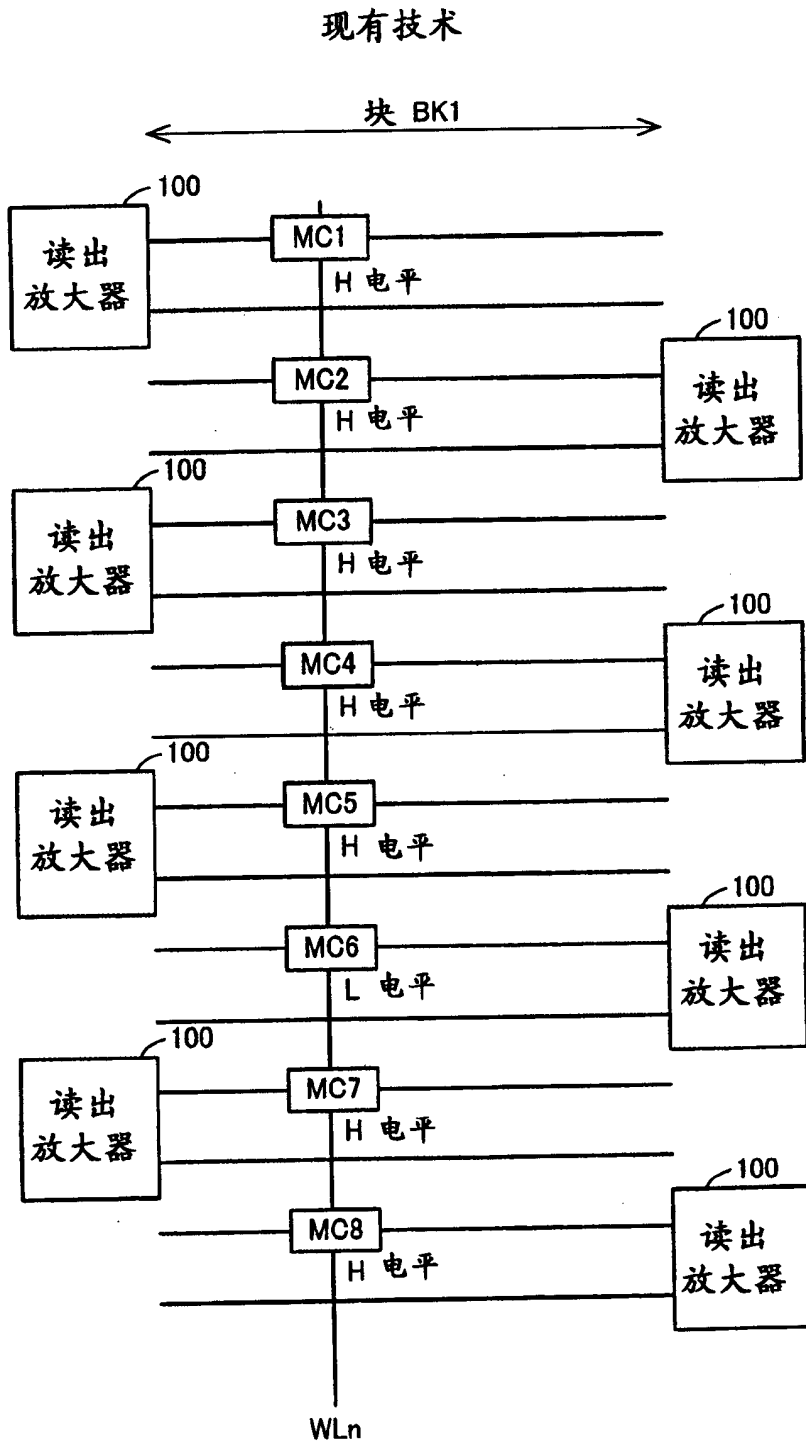 现有技术
块 BK1
100
读出
放大器
MC1
H 电平
100
MC2
读出
放大器
H 电平
100
读出
放大器
MC3
H 电平
100
MC4
读出
放大器
H 电平
100
读出
放大器
MC5
H 电平
100
MC6
读出
放大器
L 电平
100
读出
放大器
MC7
H 电平
100
MC8
读出
放大器
H 电平
WLn